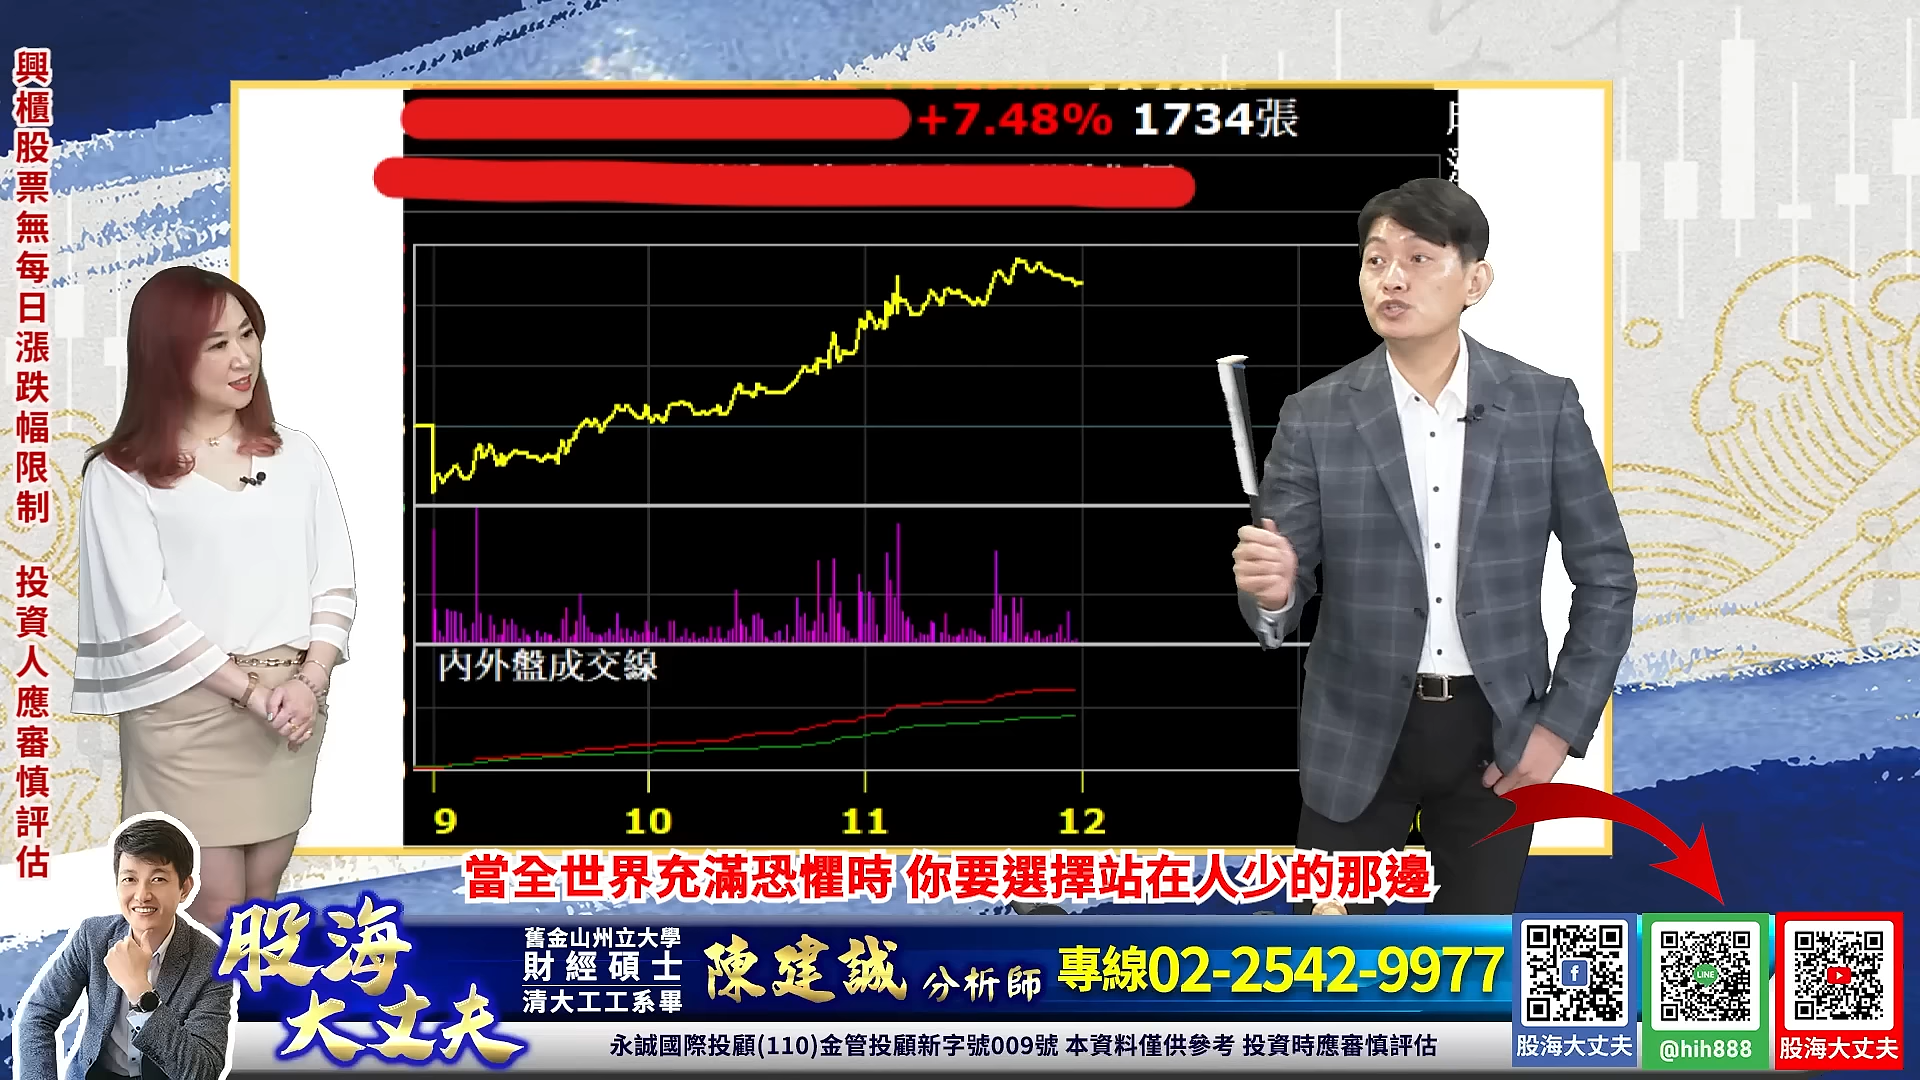 興櫃股票無每日漲跌幅限制 投資人應審慎評估
+7.48% 1734張
內外盤成交線
9 10 11 12
當全世界充滿恐懼時 你要選擇站在人少的那邊
股海大丈夫
舊金山州立大學
財經碩士
清大工工系畢
陳建誠 分析師
專線02-2542-9977
永誠國際投顧(110)金管投顧新字號009號 本資料僅供參考 投資時應審慎評估
股海大丈夫
LINE
@hih888
股海大丈夫